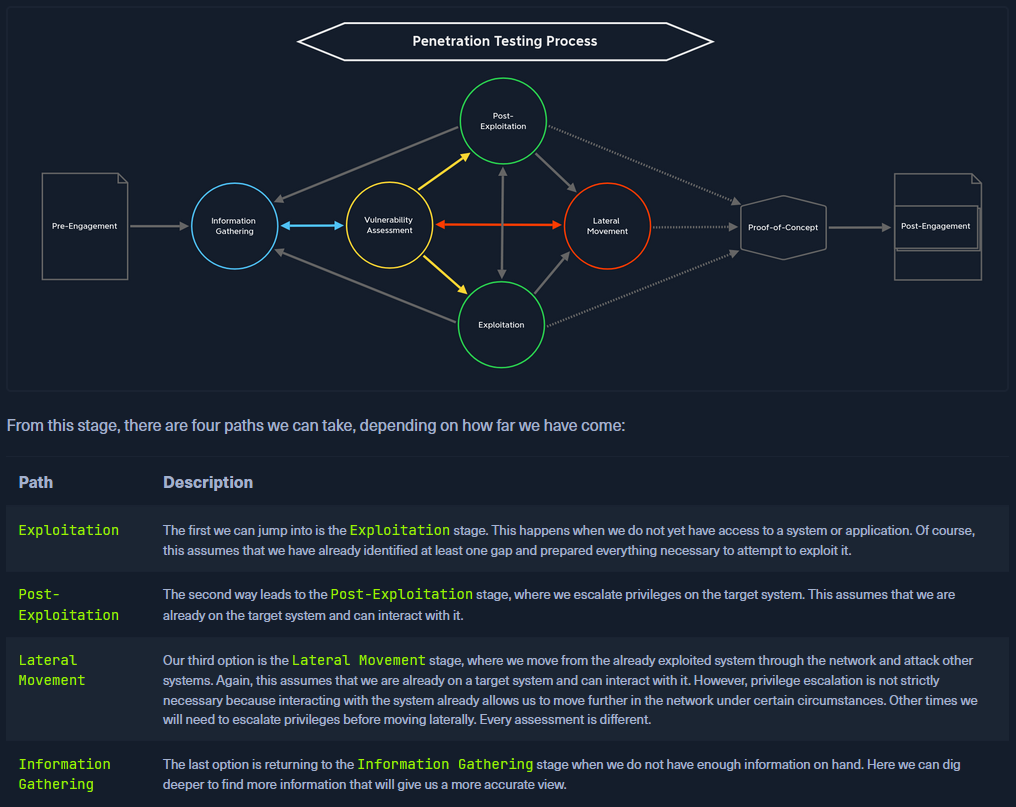 Penetration Testing Process
Post-
Exploitation
Pre-Engagement
Information
Gathering
Vulnerability
Assessment
Lateral
Movement
Proof-of-Concept
Post-Engagement
Exploitation
From this stage, there are four paths we can take, depending on how far we have come:
Path Description
Exploitation The first we can jump into is the Exploitation stage. This happens when we do not yet have access to a system or application. Of course,
this assumes that we have already identified at least one gap and prepared everything necessary to attempt to exploit it.
Post- The second way leads to the Post-Exploitation stage, where we escalate privileges on the target system. This assumes that we are
Exploitation already on the target system and can interact with it.
Lateral Our third option is the Lateral Movement stage, where we move from the already exploited system through the network and attack other
Movement systems. Again, this assumes that we are already on a target system and can interact with it. However, privilege escalation is not strictly
necessary because interacting with the system already allows us to move further in the network under certain circumstances. Other times we
will need to escalate privileges before moving laterally. Every assessment is different.
Information The last option is returning to the Information Gathering stage when we do not have enough information on hand. Here we can dig
Gathering deeper to find more information that will give us a more accurate view.